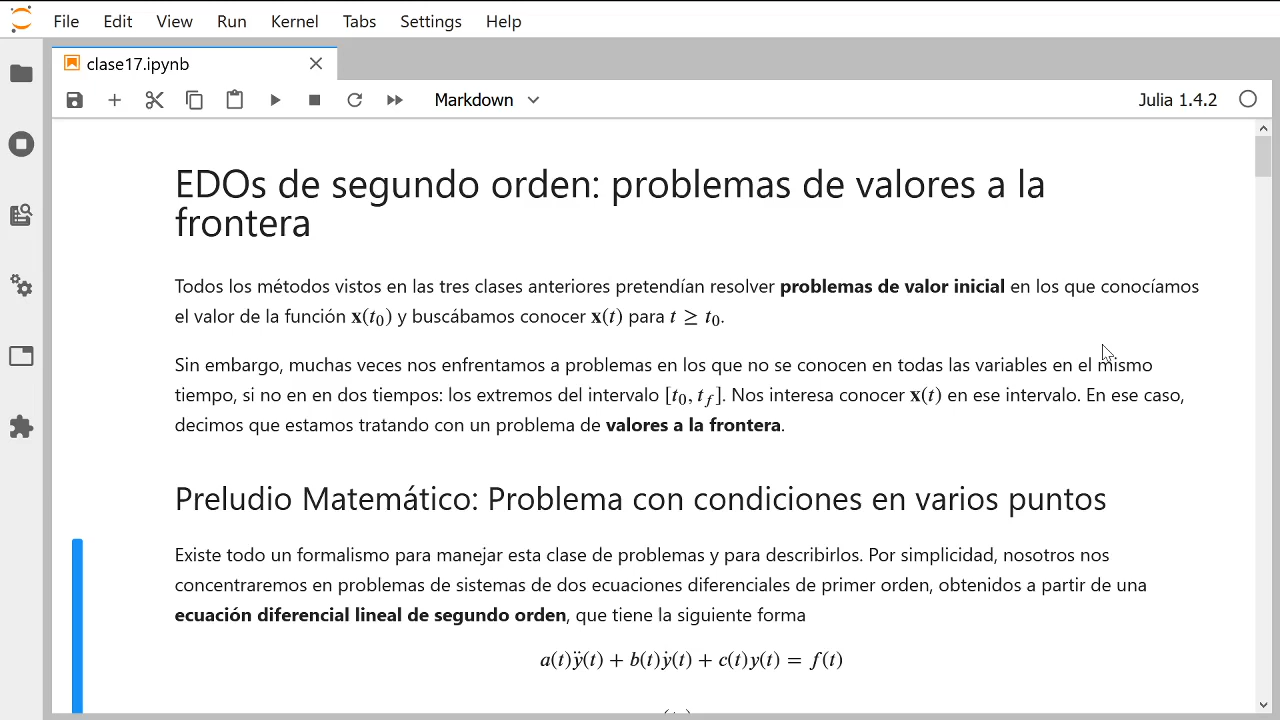 File Edit View Run Kernel Tabs Settings Help
clase17.ipynb
Markdown
Julia 1.4.2
EDOs de segundo orden: problemas de valores a la
frontera
Todos los métodos vistos en las tres clases anteriores pretendían resolver problemas de valor inicial en los que conocíamos
el valor de la función x(t₀) y buscábamos conocer x(t) para t ≥ t₀.
Sin embargo, muchas veces nos enfrentamos a problemas en los que no se conocen en todas las variables en el mismo
tiempo, si no en en dos tiempos: los extremos del intervalo [t₀, t_f]. Nos interesa conocer x(t) en ese intervalo. En ese caso,
decimos que estamos tratando con un problema de valores a la frontera.
Preludio Matemático: Problema con condiciones en varios puntos
Existe todo un formalismo para manejar esta clase de problemas y para describirlos. Por simplicidad, nosotros nos
concentraremos en problemas de sistemas de dos ecuaciones diferenciales de primer orden, obtenidos a partir de una
ecuación diferencial lineal de segundo orden, que tiene la siguiente forma
a(t)ÿ(t) + b(t)ẏ(t) + c(t)y(t) = f(t)